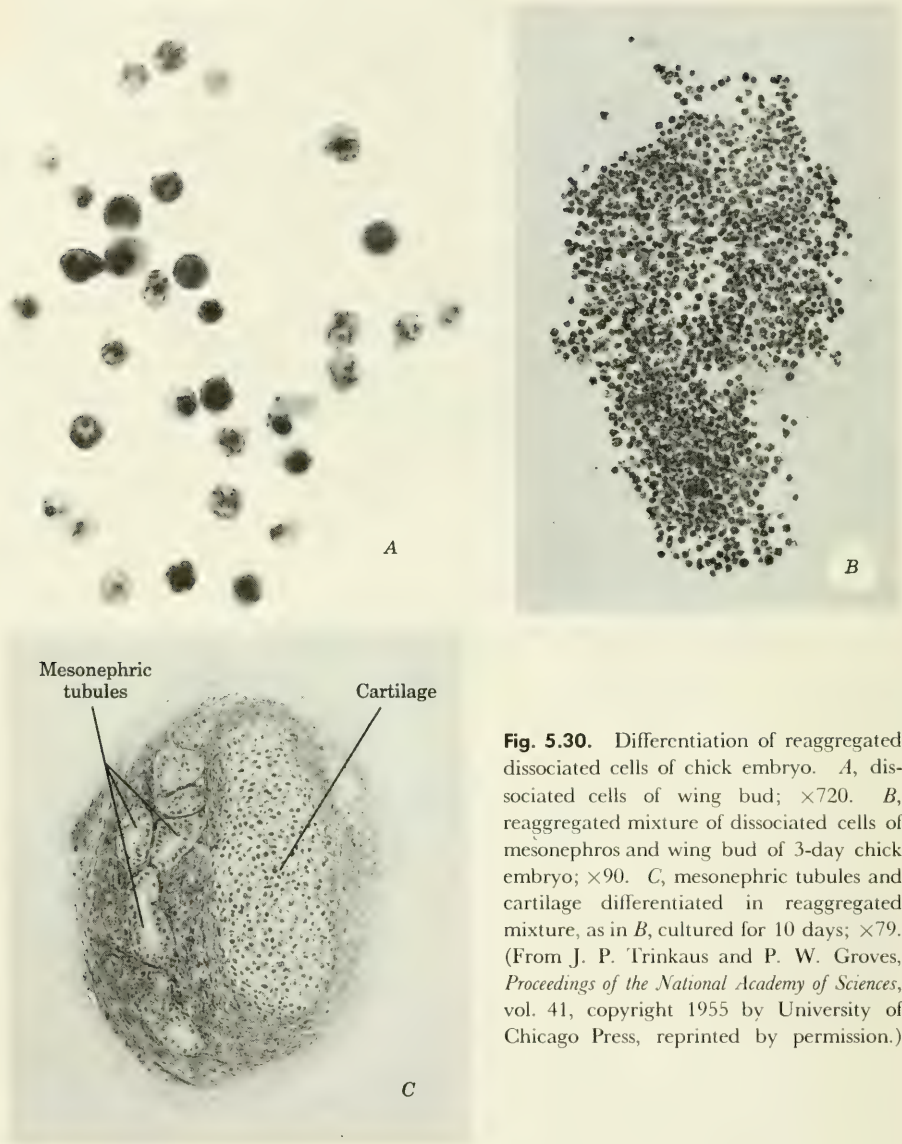 A
B
Mesonephric
tubules
Cartilage
C
Fig. 5.30. Differentiation of reaggregated
dissociated cells of chick embryo. A, dis-
sociated cells of wing bud; ×720. B,
reaggregated mixture of dissociated cells of
mesonephros and wing bud of 3-day chick
embryo; ×90. C, mesonephric tubules and
cartilage differentiated in reaggregated
mixture, as in B, cultured for 10 days; ×79.
(From J. P. Trinkaus and P. W. Groves,
Proceedings of the National Academy of Sciences,
vol. 41, copyright 1955 by University of
Chicago Press, reprinted by permission.)